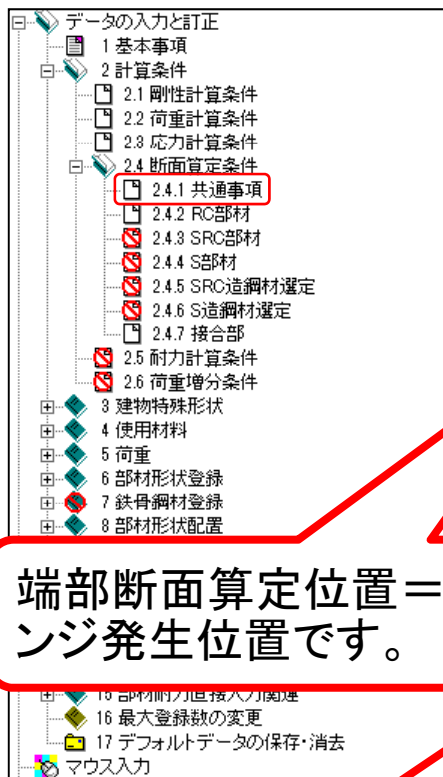 データの入力と訂正
1 基本事項
2 計算条件
2.1 剛性計算条件
2.2 荷重計算条件
2.3 応力計算条件
2.4 断面算定条件
2.4.1 共通事項
2.4.2 RC部材
2.4.3 SRC部材
2.4.4 S部材
2.4.5 SRC造鋼材選定
2.4.6 S造鋼材選定
2.4.7 接合部
2.5 耐力計算条件
2.6 荷重増分条件
3 建物特殊形状
4 使用材料
5 荷重
6 部材形状登録
7 鉄骨鋼材登録
8 部材形状配置
端部断面算定位置=
ンジ発生位置です。
15 部材耐力直接入力関連
16 最大登録数の変更
17 デフォルトデータの保存・消去
マウス入力